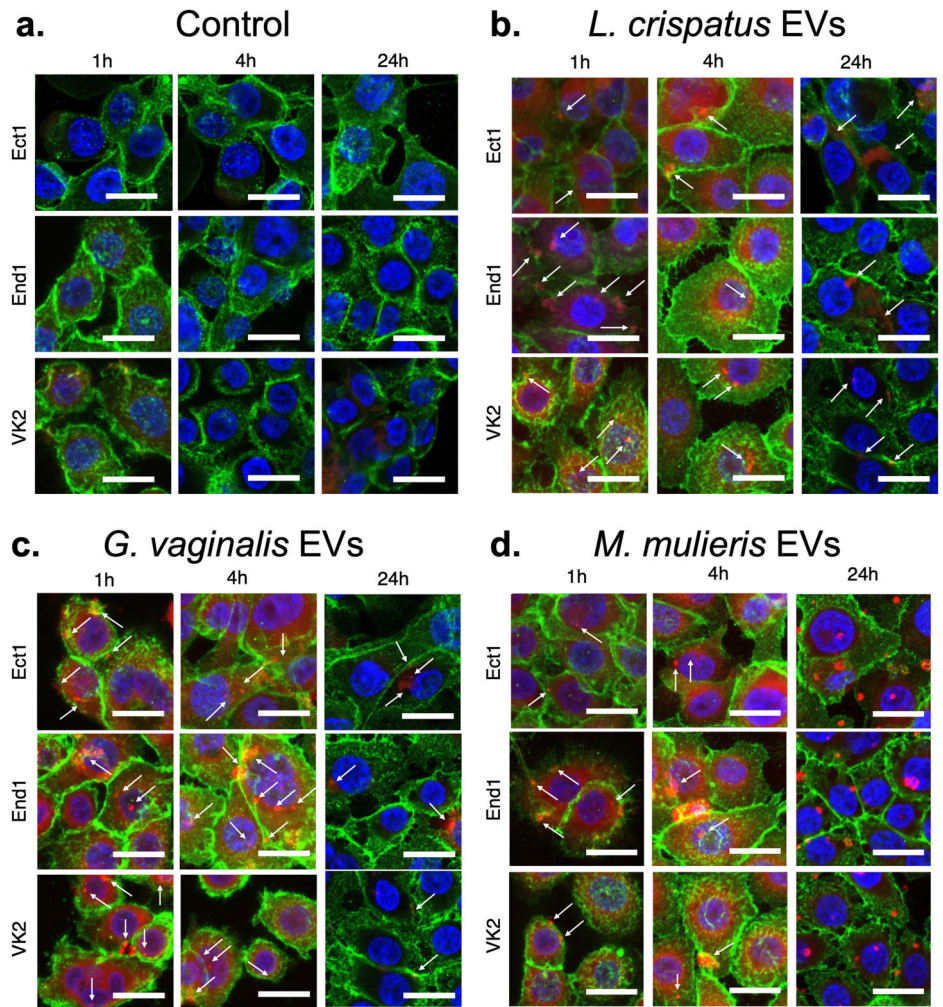 a. Control
1h 4h 24h
Ect1
End1
VK2
b. L. crispatus EVs
1h 4h 24h
Ect1
End1
VK2
c. G. vaginalis EVs
1h 4h 24h
Ect1
End1
VK2
d. M. mulieris EVs
1h 4h 24h
Ect1
End1
VK2